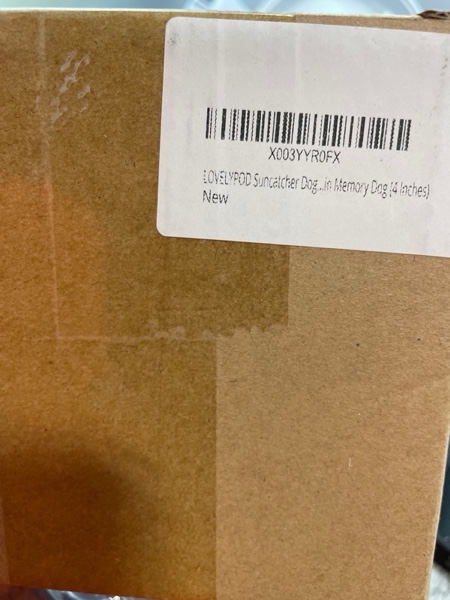 X003YYR0FX
LOVELYPOD Suncatcher Dog...in Memory Dog (4 Inches)
New